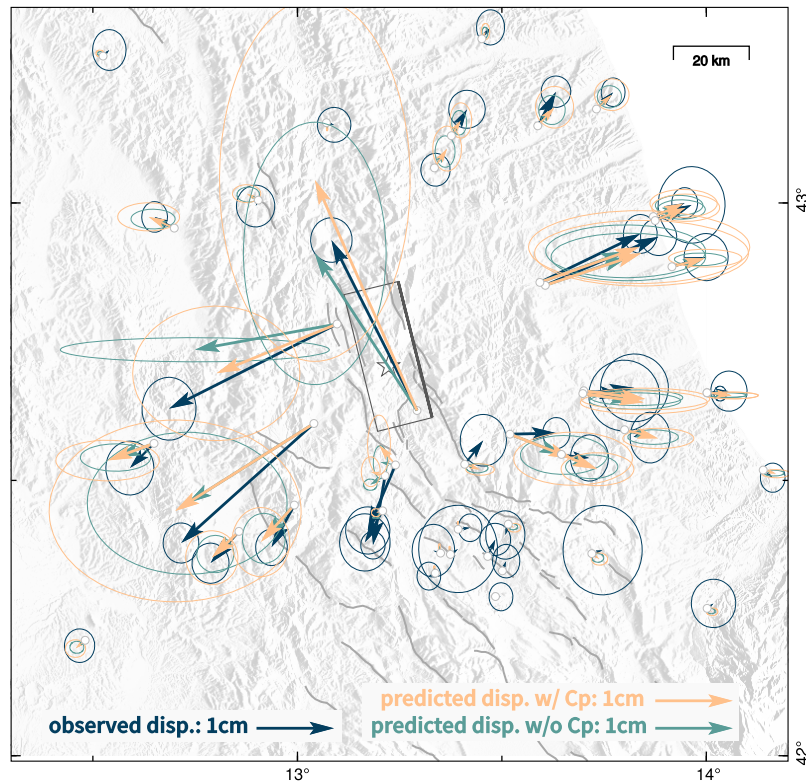 20 km
43°
predicted disp. w/ Cp: 1cm
observed disp.: 1cm
predicted disp. w/o Cp: 1cm
13°
14°
42°